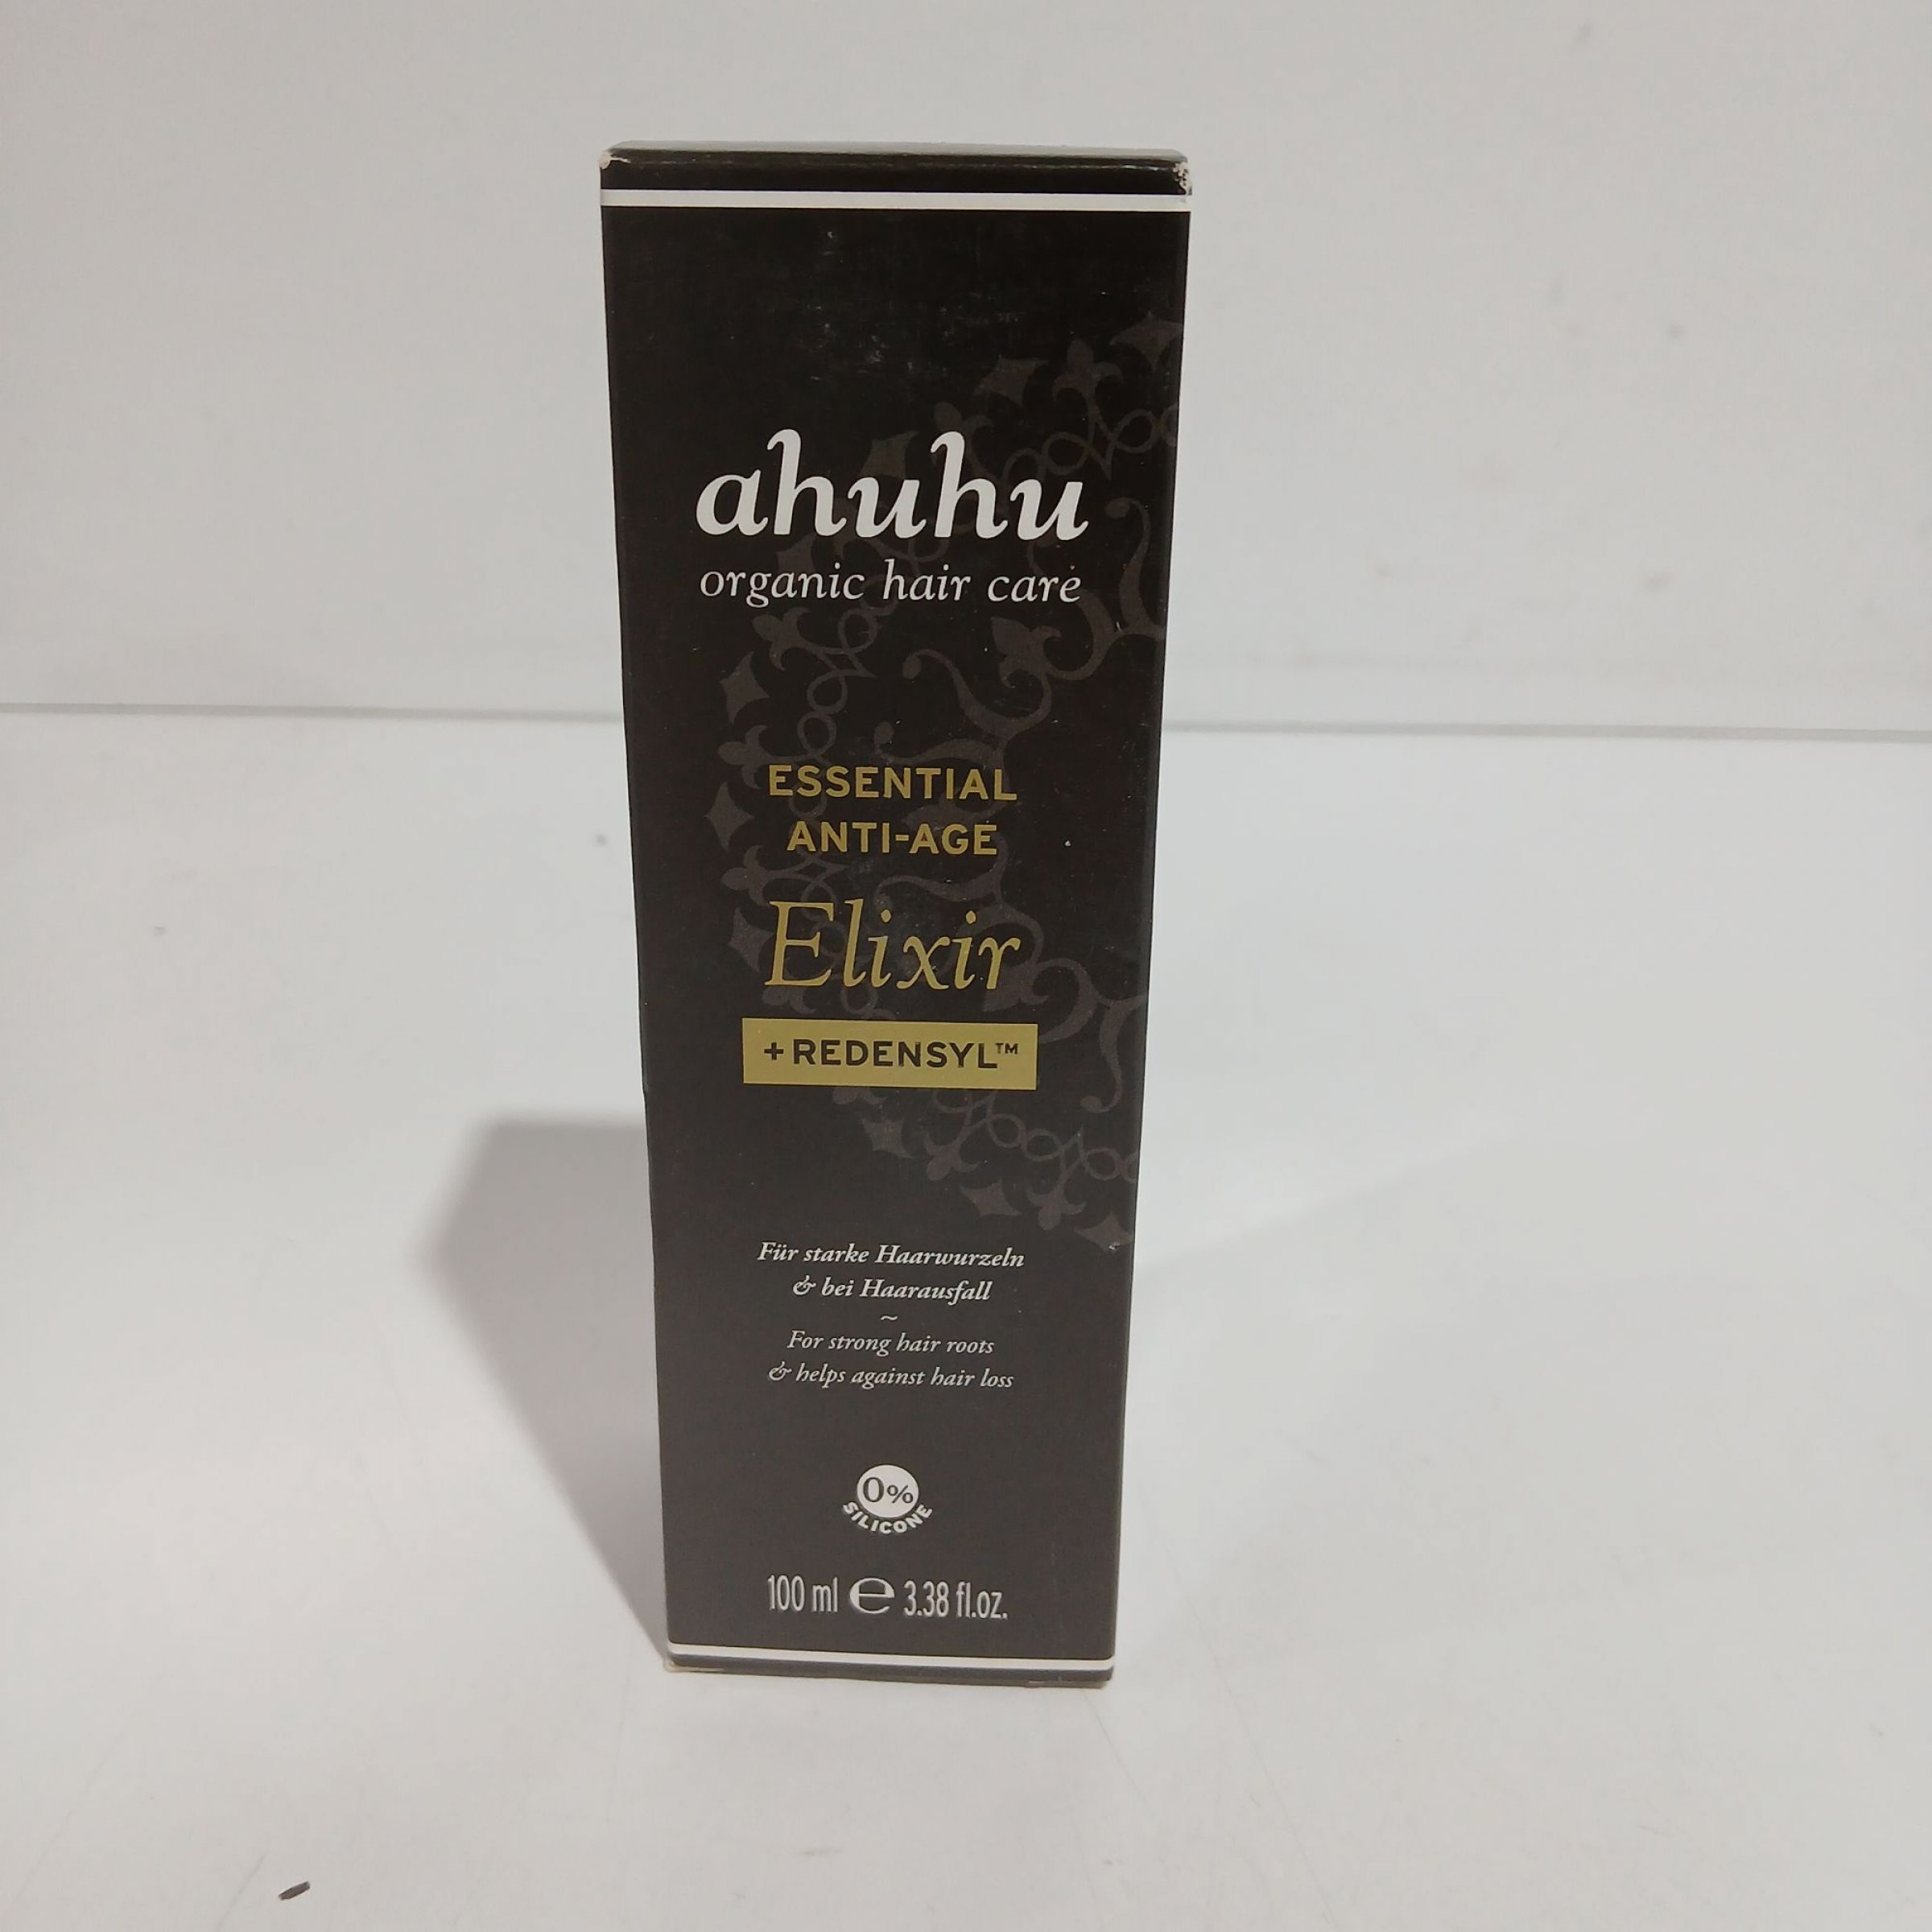 ahuhu
organic hair care
ESSENTIAL
ANTI-AGE
Elixir
+REDENSYL™
Für starke Haarwurzeln
& bei Haarausfall
~
For strong hair roots
& helps against hair loss
0%
SILICONE
100 ml ℮ 3.38 fl.oz.